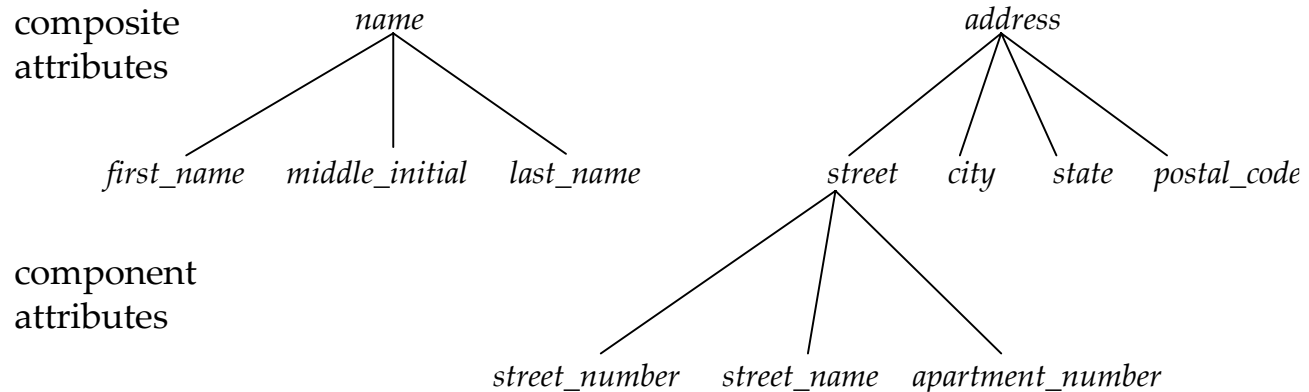 composite
attributes
name address
first_name middle_initial last_name street city state postal_code
component
attributes
street_number street_name apartment_number